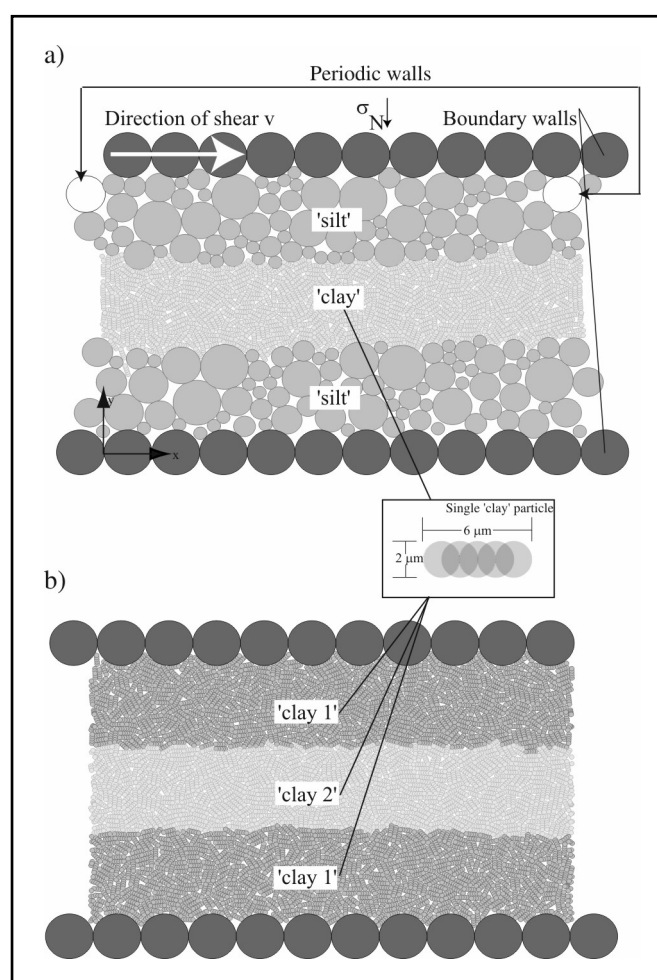 a)
Periodic walls
Direction of shear v
σN
Boundary walls
'silt'
'clay'
'silt'
y
x
Single 'clay' particle
6 μm
2 μm
b)
'clay 1'
'clay 2'
'clay 1'